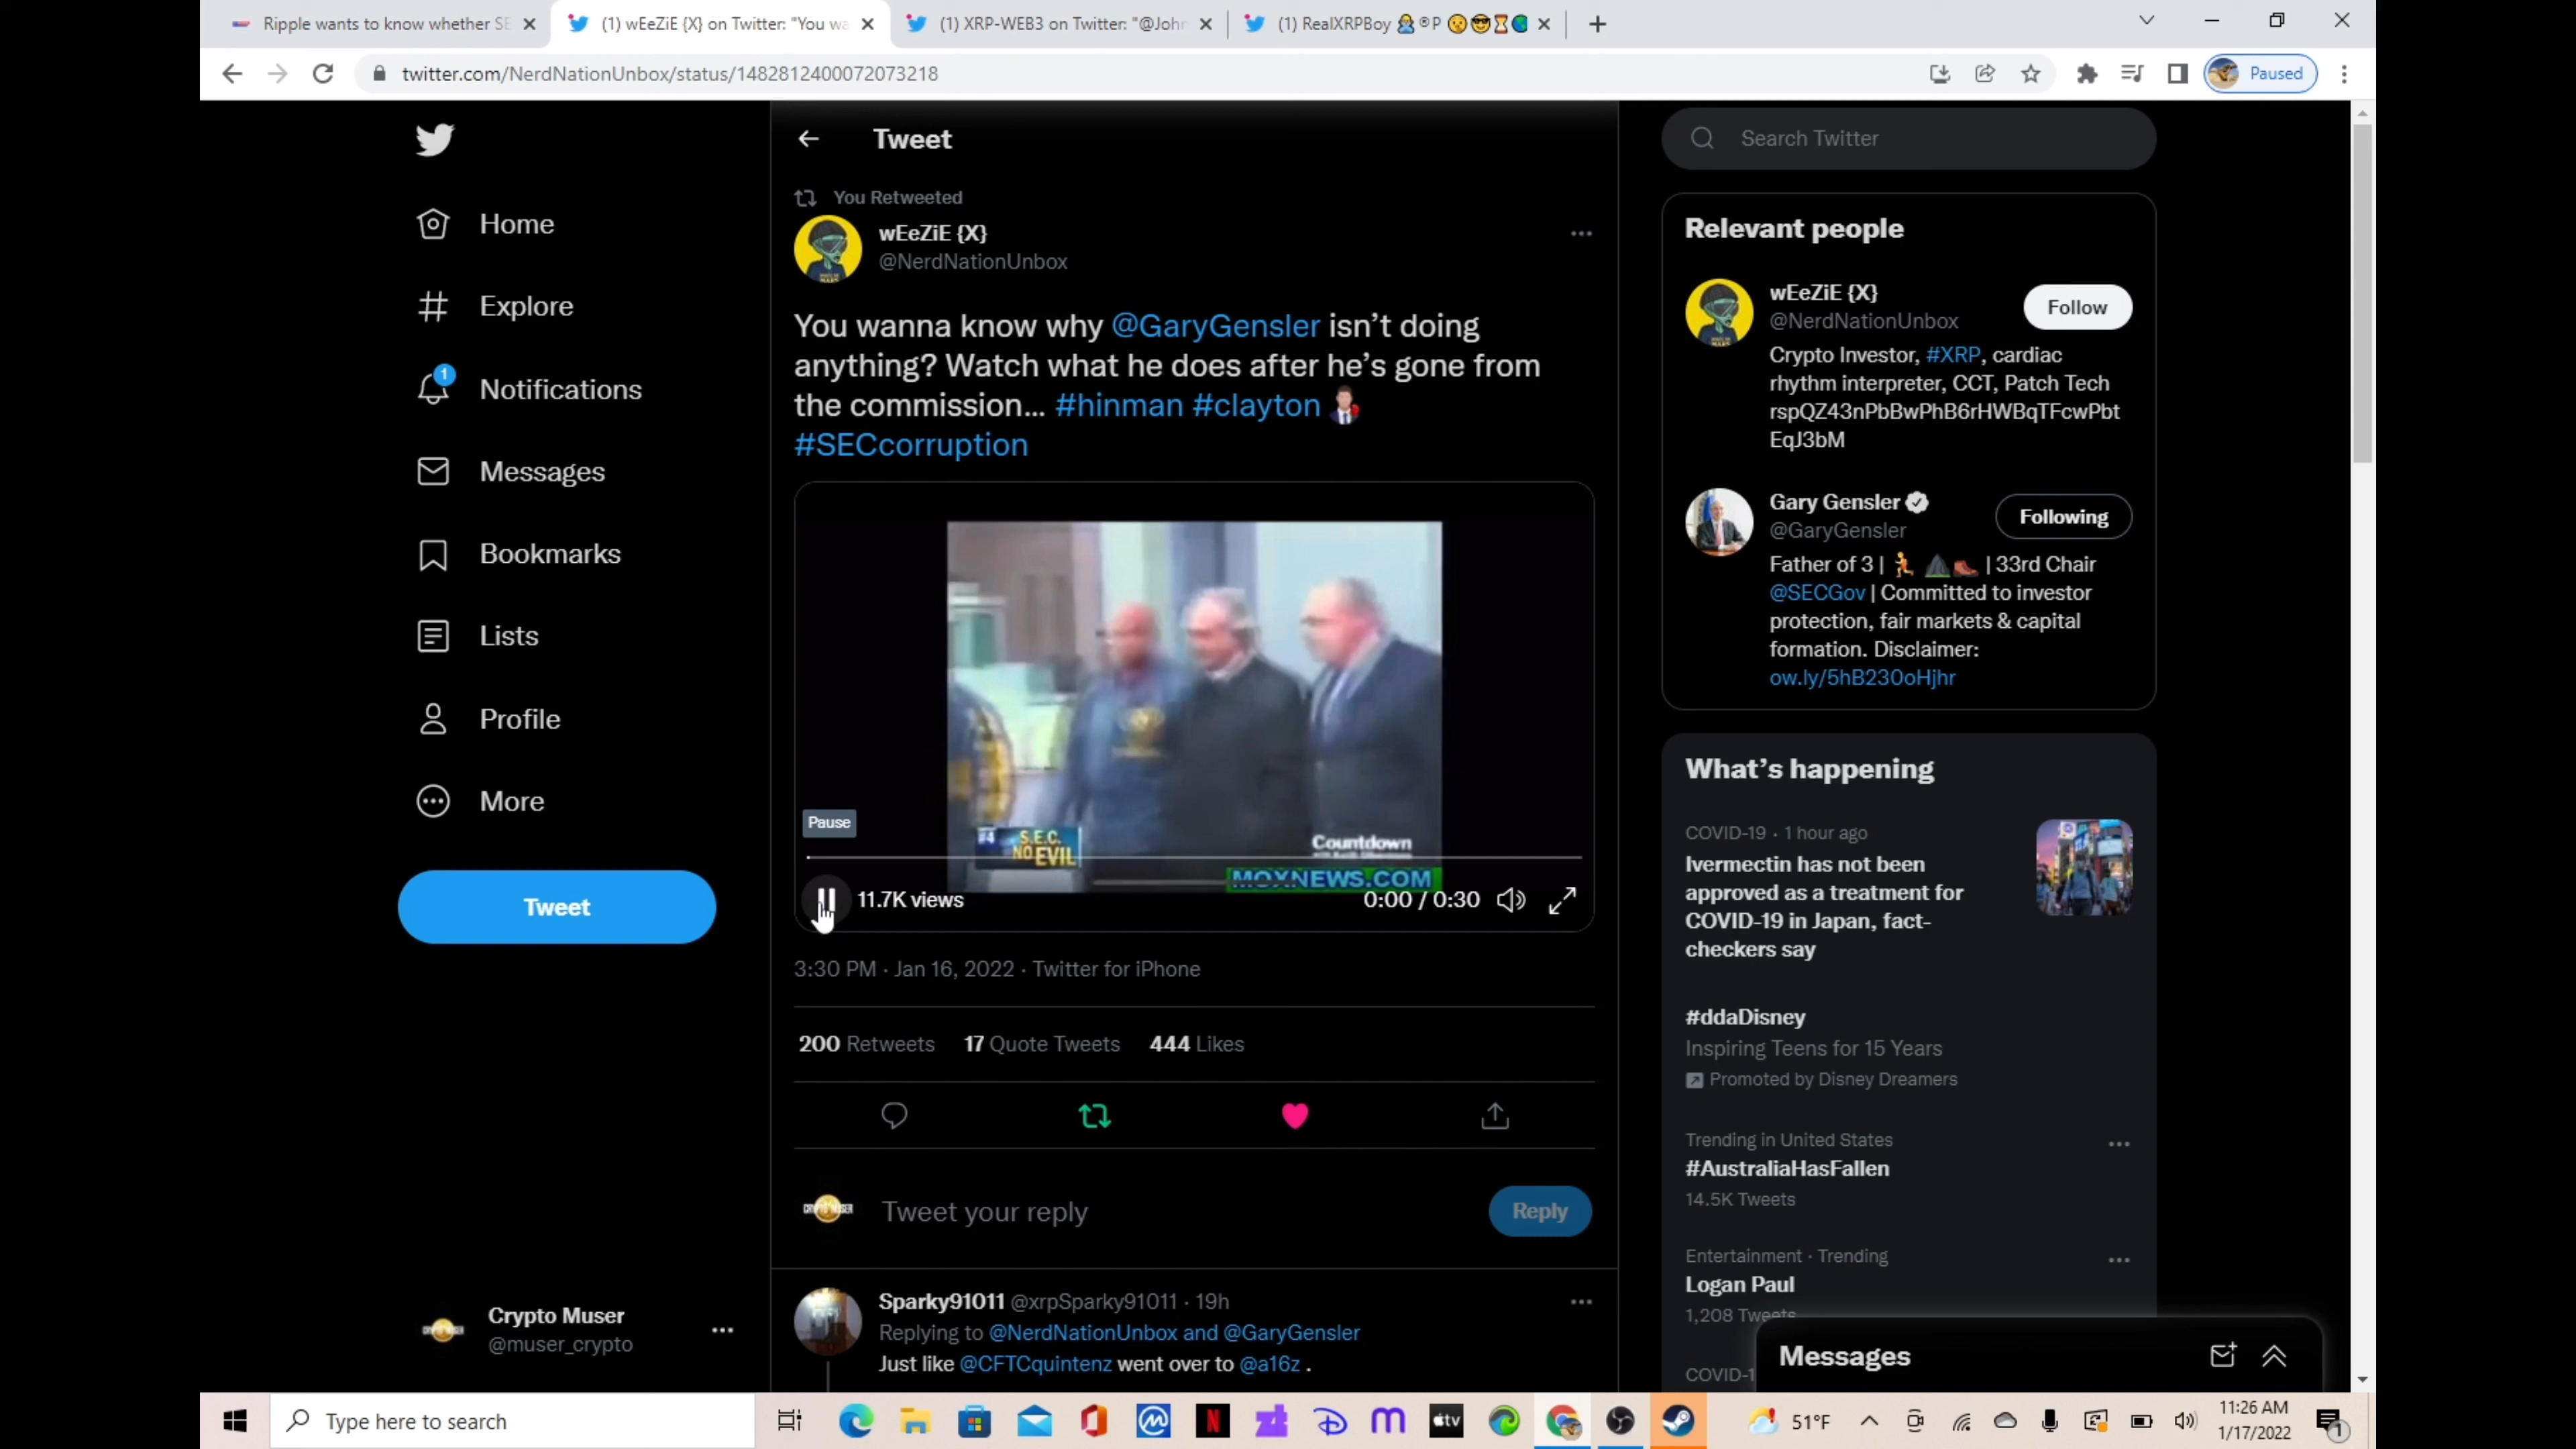 Ripple wants to know whether SE
(1) wEeZiE {X} on Twitter: "You wa
(1) XRP-WEB3 on Twitter: "@John
(1) RealXRPBoy
twitter.com/NerdNationUnbox/status/1482812400072073218
Paused
Tweet
Search Twitter
Home
Explore
1
Notifications
Messages
Bookmarks
Lists
Profile
More
Tweet
Crypto Muser
@muser_crypto
You Retweeted
wEeZiE {X}
@NerdNationUnbox
You wanna know why @GaryGensler isn't doing
anything? Watch what he does after he's gone from
the commission... #hinman #clayton
#SECcorruption
Pause
#4 S.E.C.
NO EVIL
Countdown
MOXNEWS.COM
11.7K views
0:00 / 0:30
3:30 PM · Jan 16, 2022 · Twitter for iPhone
200 Retweets 17 Quote Tweets 444 Likes
Tweet your reply
Reply
Sparky91011 @xrpSparky91011 · 19h
Replying to @NerdNationUnbox and @GaryGensler
Just like @CFTCquintenz went over to @a16z .
Relevant people
wEeZiE {X}
@NerdNationUnbox
Follow
Crypto Investor, #XRP, cardiac
rhythm interpreter, CCT, Patch Tech
rspQZ43nPbBwPhB6rHWBqTFcwPbt
EqJ3bM
Gary Gensler
@GaryGensler
Following
Father of 3 | | 33rd Chair
@SECGov | Committed to investor
protection, fair markets & capital
formation. Disclaimer:
ow.ly/5hB230oHjhr
What's happening
COVID-19 · 1 hour ago
Ivermectin has not been
approved as a treatment for
COVID-19 in Japan, fact-
checkers say
#ddaDisney
Inspiring Teens for 15 Years
Promoted by Disney Dreamers
Trending in United States
#AustraliaHasFallen
14.5K Tweets
Entertainment · Trending
Logan Paul
1,208 Tweets
COVID-1
Messages
Type here to search
51°F
11:26 AM
1/17/2022
1